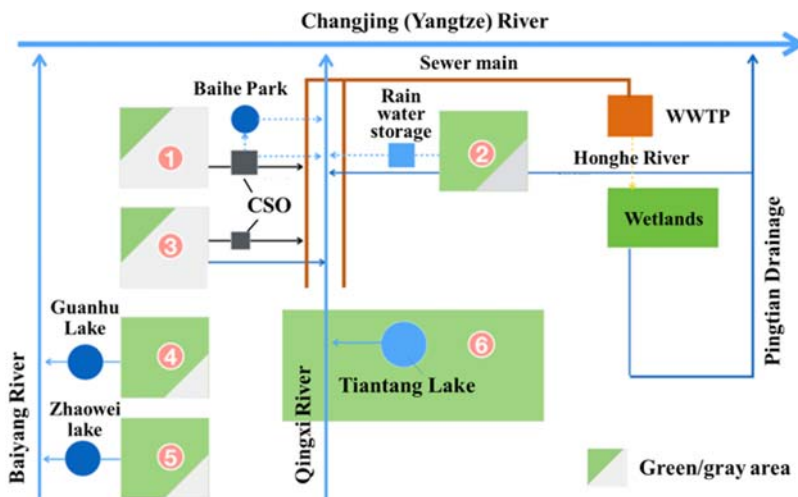 Changjing (Yangtze) River
Sewer main
Baihe Park
Rain
water
storage
WWTP
1
2
Honghe River
CSO
Wetlands
3
Guanhu
Lake
4
6
Tiantang Lake
Zhaowei
lake
5
Baiyang River
Qingxi River
Pingtian Drainage
Green/gray area